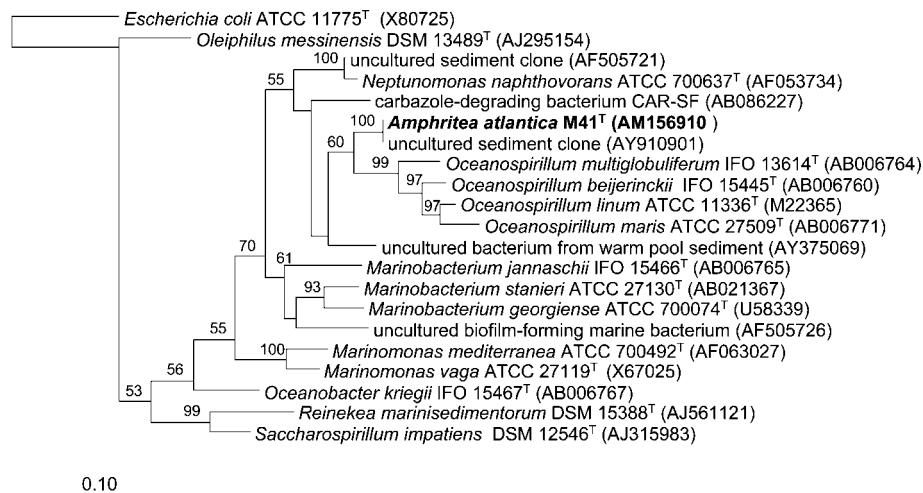 Escherichia coli ATCC 11775T (X80725)
Oleiphilus messinensis DSM 13489T (AJ295154)
100 uncultured sediment clone (AF505721)
55 Neptunomonas naphthovorans ATCC 700637T (AF053734)
carbazole-degrading bacterium CAR-SF (AB086227)
100 Amphritea atlantica M41T (AM156910 )
60 uncultured sediment clone (AY910901)
99 Oceanospirillum multiglobuliferum IFO 13614T (AB006764)
97 Oceanospirillum beijerinckii IFO 15445T (AB006760)
97 Oceanospirillum linum ATCC 11336T (M22365)
Oceanospirillum maris ATCC 27509T (AB006771)
70 uncultured bacterium from warm pool sediment (AY375069)
61 Marinobacterium jannaschii IFO 15466T (AB006765)
93 Marinobacterium stanieri ATCC 27130T (AB021367)
Marinobacterium georgiense ATCC 700074T (U58339)
55 uncultured biofilm-forming marine bacterium (AF505726)
100 Marinomonas mediterranea ATCC 700492T (AF063027)
56 Marinomonas vaga ATCC 27119T (X67025)
53 Oceanobacter kriegii IFO 15467T (AB006767)
99 Reinekea marinisedimentorum DSM 15388T (AJ561121)
Saccharospirillum impatiens DSM 12546T (AJ315983)
0.10